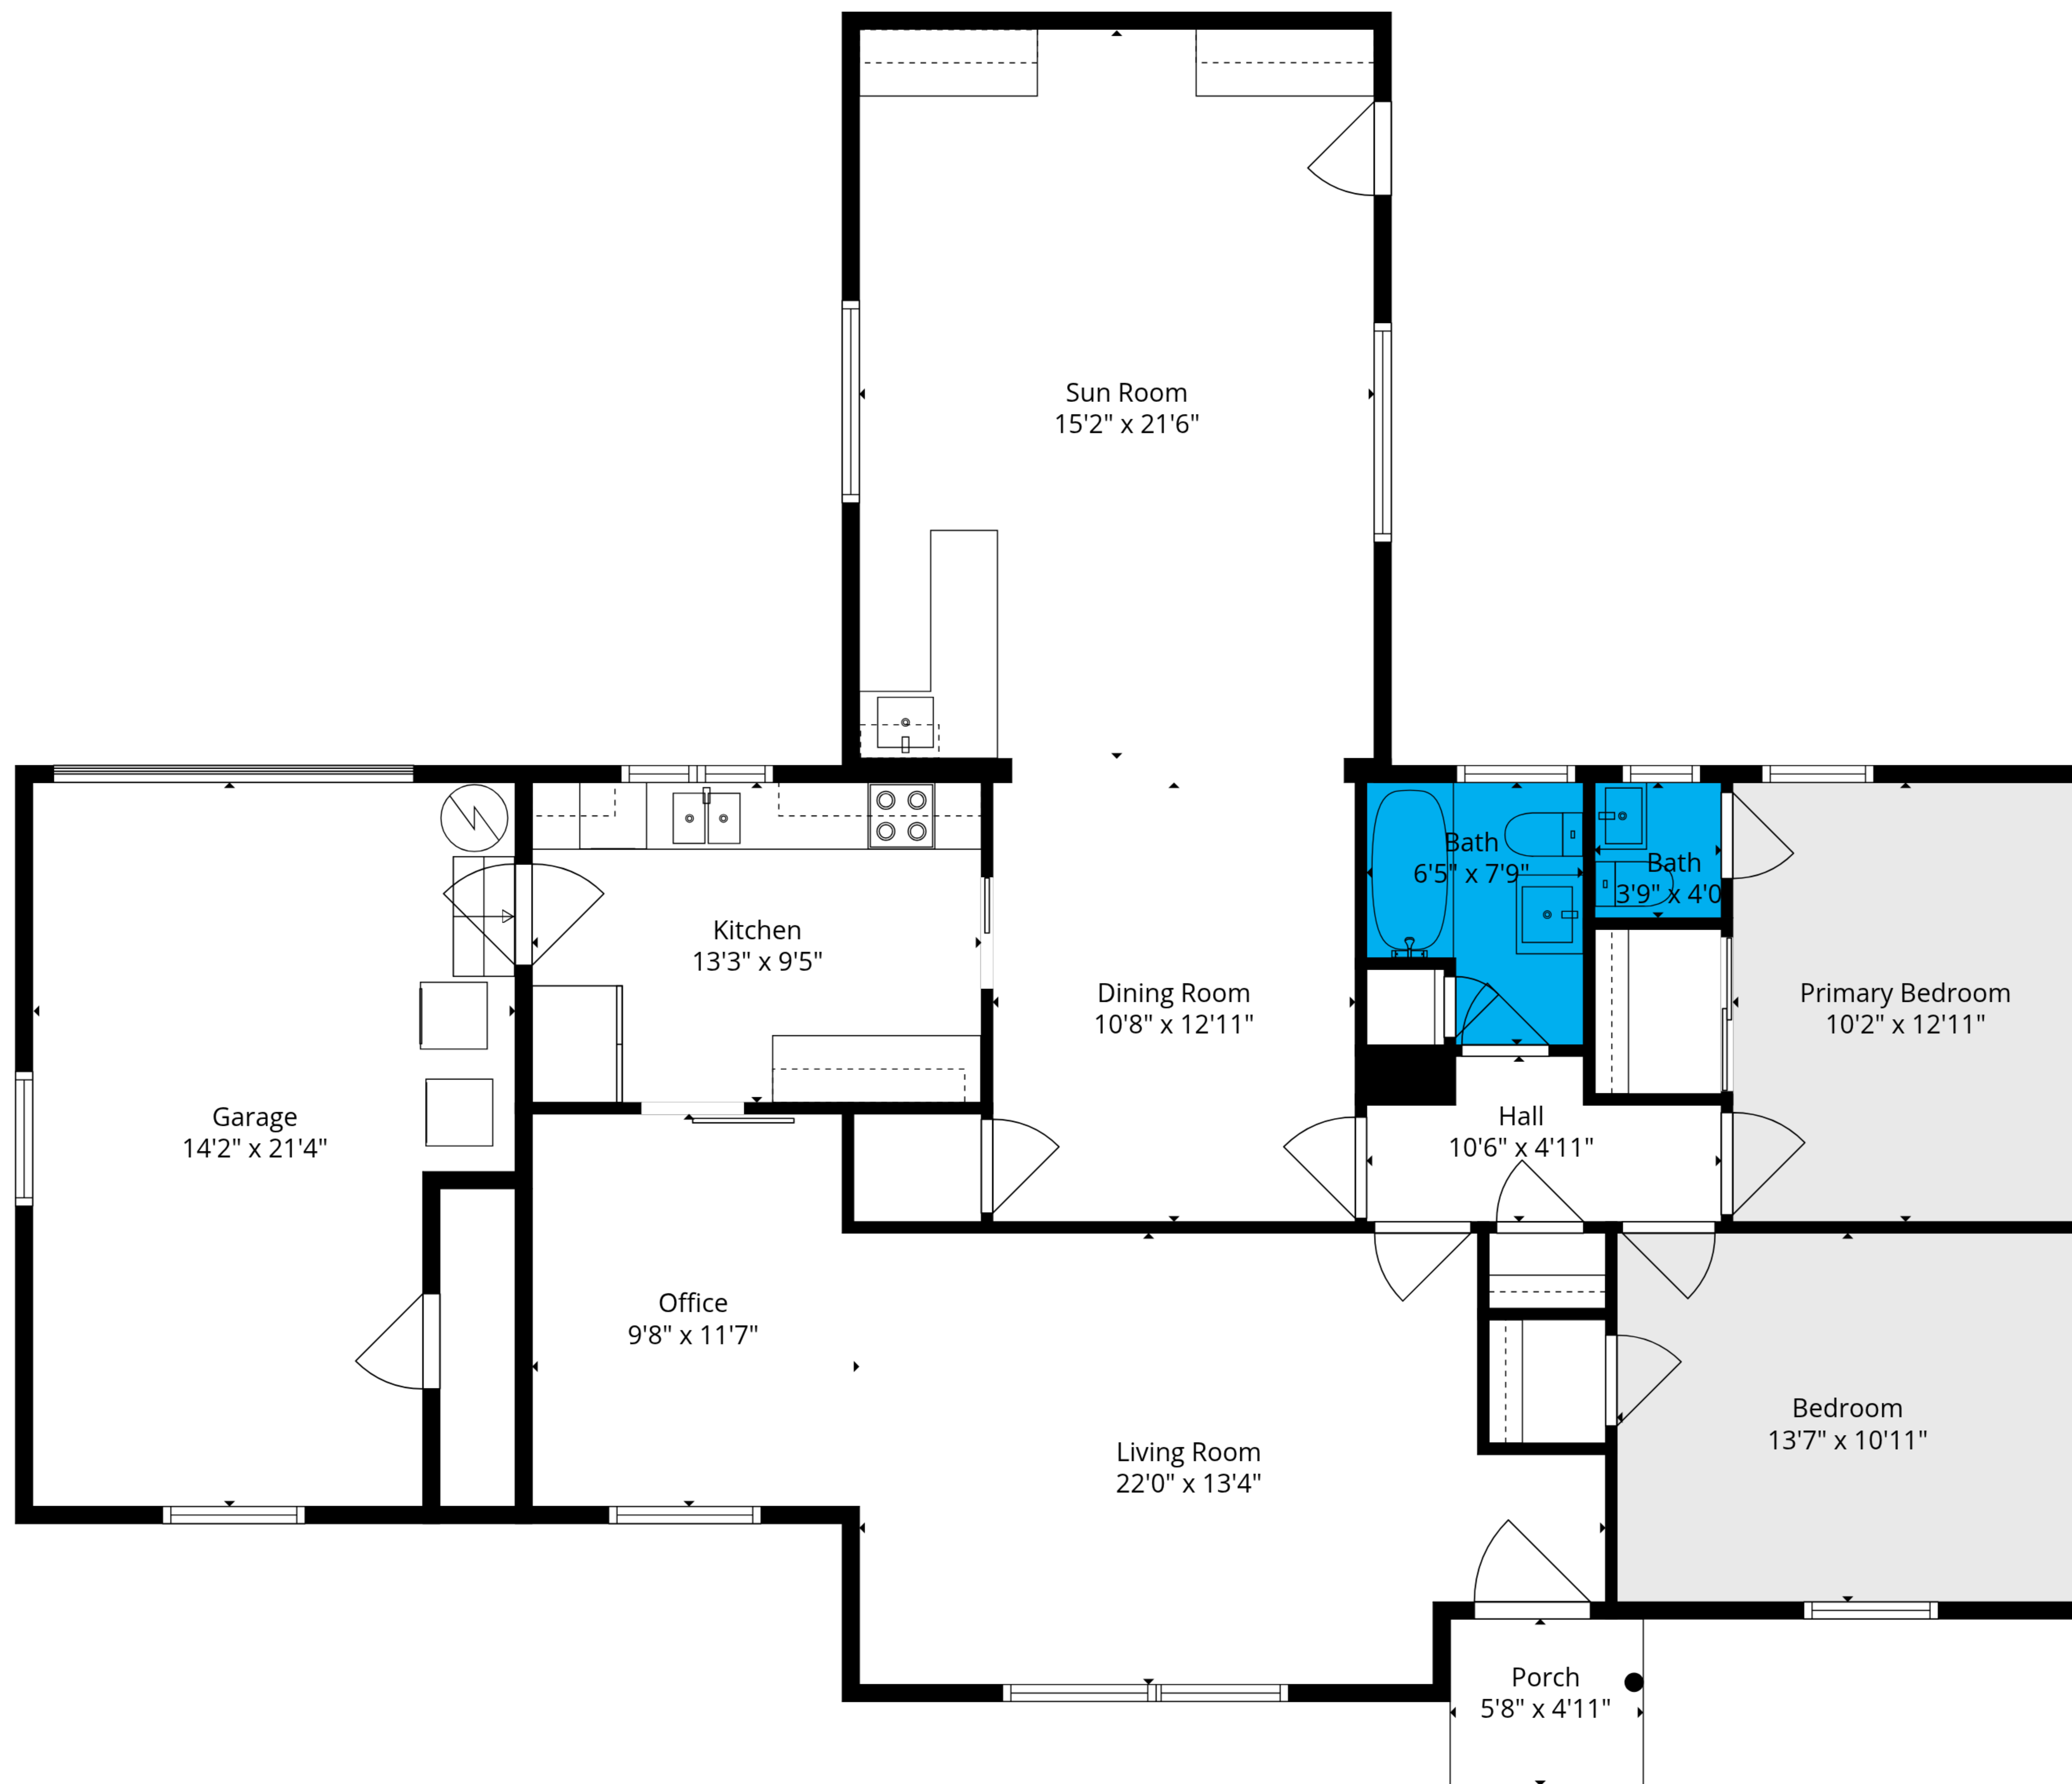 Sun Room
15'2" x 21'6"
Bath
6'5" x 7'9"
Bath
3'9" x 4'0
Kitchen
13'3" x 9'5"
Dining Room
10'8" x 12'11"
Primary Bedroom
10'2" x 12'11"
Garage
14'2" x 21'4"
Hall
10'6" x 4'11"
Office
9'8" x 11'7"
Living Room
22'0" x 13'4"
Bedroom
13'7" x 10'11"
Porch
5'8" x 4'11"